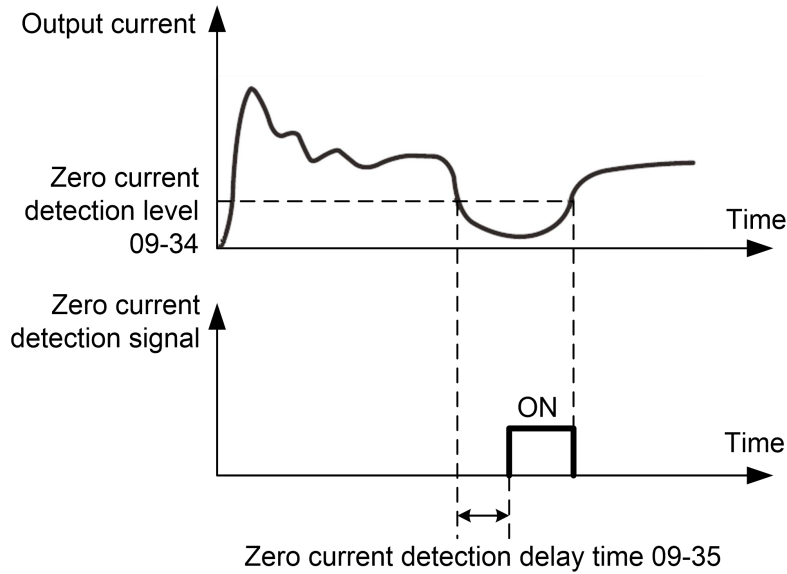 Output current
Zero current
detection level
09-34
Time
Zero current
detection signal
ON
Time
Zero current detection delay time 09-35